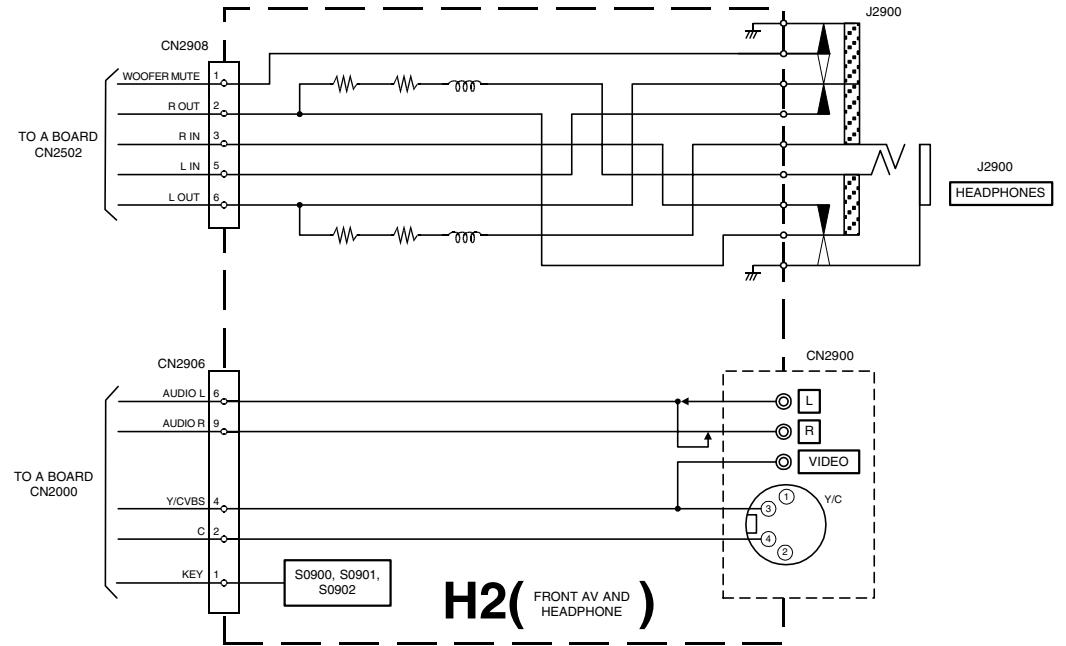 J2900
CN2908
WOOFER MUTE 1
R OUT 2
TO A BOARD
CN2502
R IN 3
L IN 5
L OUT 6
J2900
HEADPHONES
CN2906
CN2900
AUDIO L 6
L
AUDIO R 9
R
VIDEO
TO A BOARD
CN2000
Y/CVBS 4
Y/C
1
3
C 2
4
2
KEY 1
S0900, S0901,
S0902
H2( FRONT AV AND
HEADPHONE )